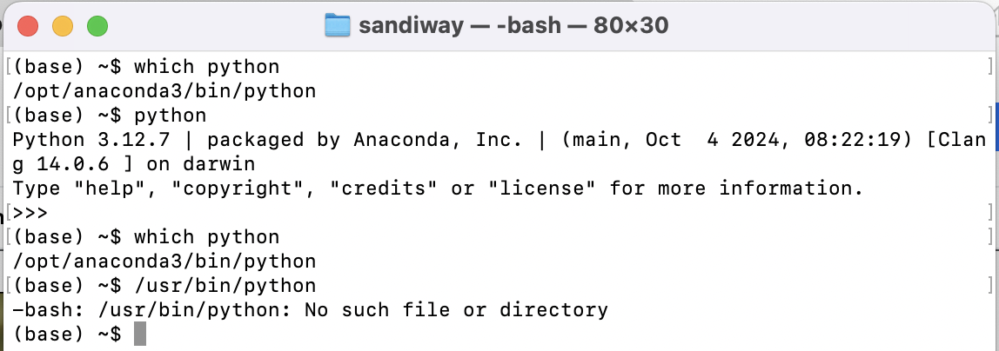 sandiway — -bash — 80×30
[(base) ~$ which python ]
/opt/anaconda3/bin/python
[(base) ~$ python ]
Python 3.12.7 | packaged by Anaconda, Inc. | (main, Oct  4 2024, 08:22:19) [Clan
g 14.0.6 ] on darwin
Type "help", "copyright", "credits" or "license" for more information.
[>>> ]
[(base) ~$ which python ]
/opt/anaconda3/bin/python
[(base) ~$ /usr/bin/python ]
-bash: /usr/bin/python: No such file or directory
(base) ~$